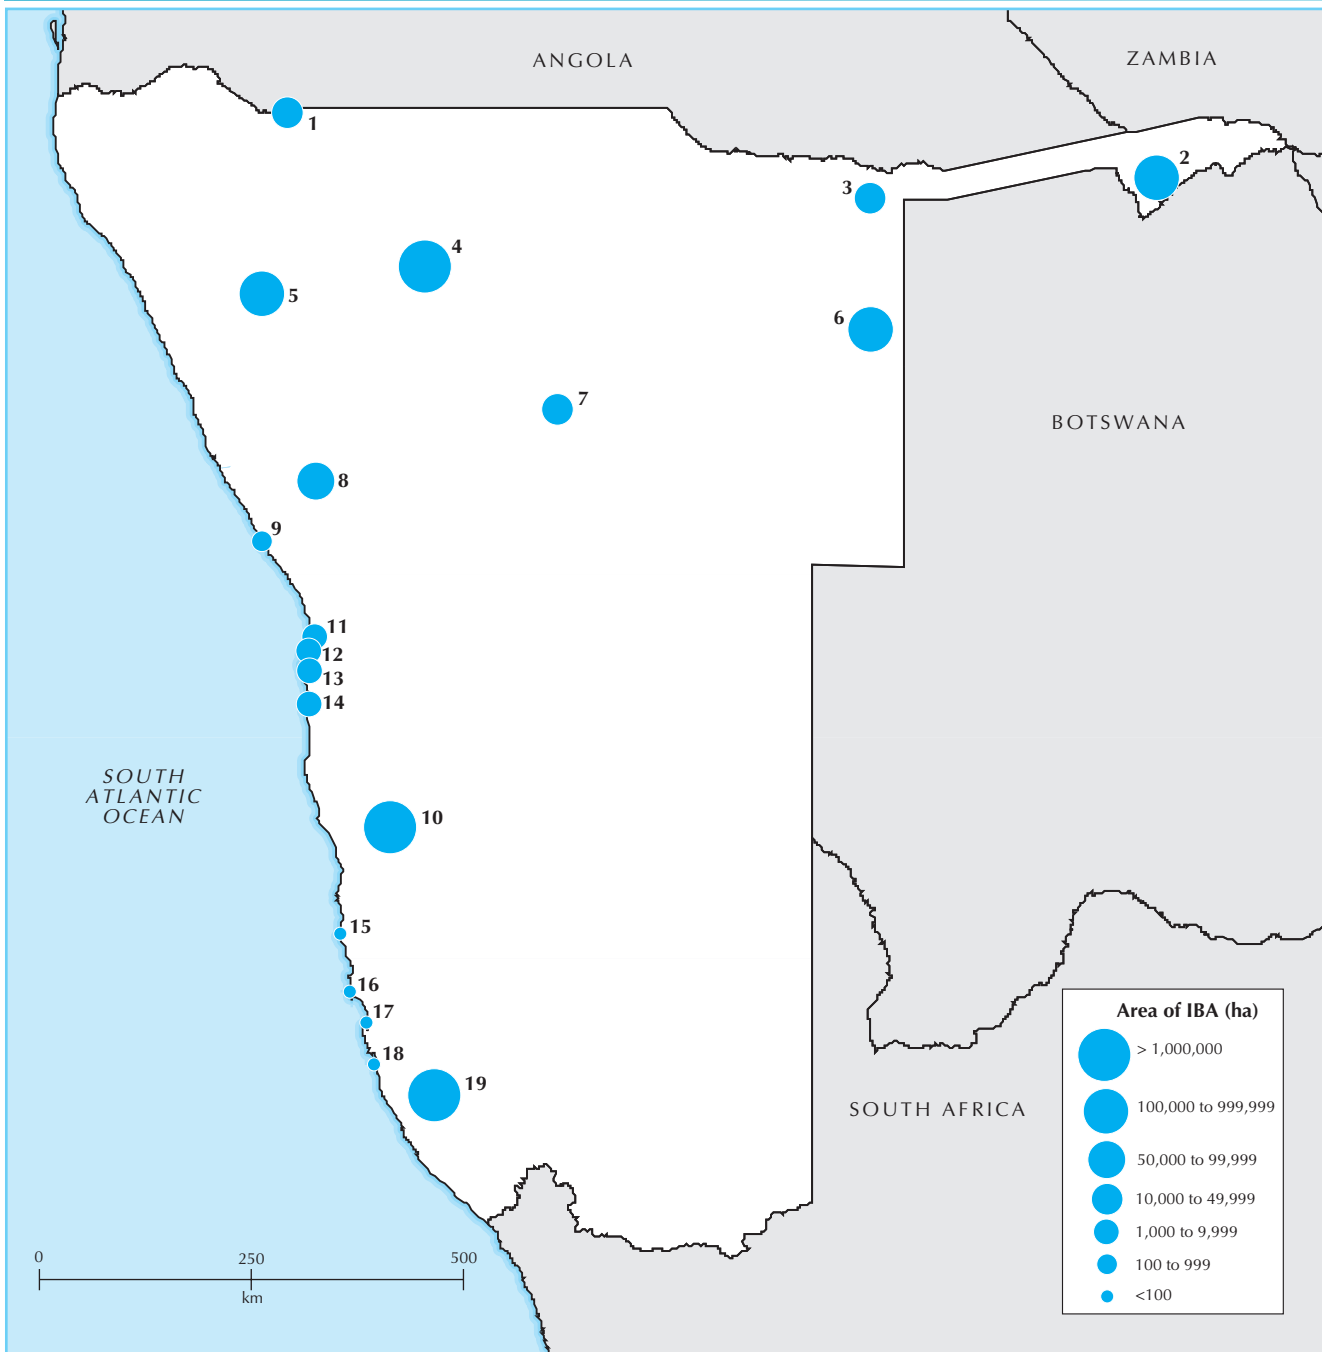 ANGOLA
ZAMBIA
1
2
3
4
5
6
7
BOTSWANA
8
9
11
12
13
14
SOUTH
ATLANTIC
OCEAN
10
15
16
17
18
19
SOUTH AFRICA
Area of IBA (ha)
> 1,000,000
100,000 to 999,999
50,000 to 99,999
10,000 to 49,999
1,000 to 9,999
100 to 999
<100
0 250 500
km